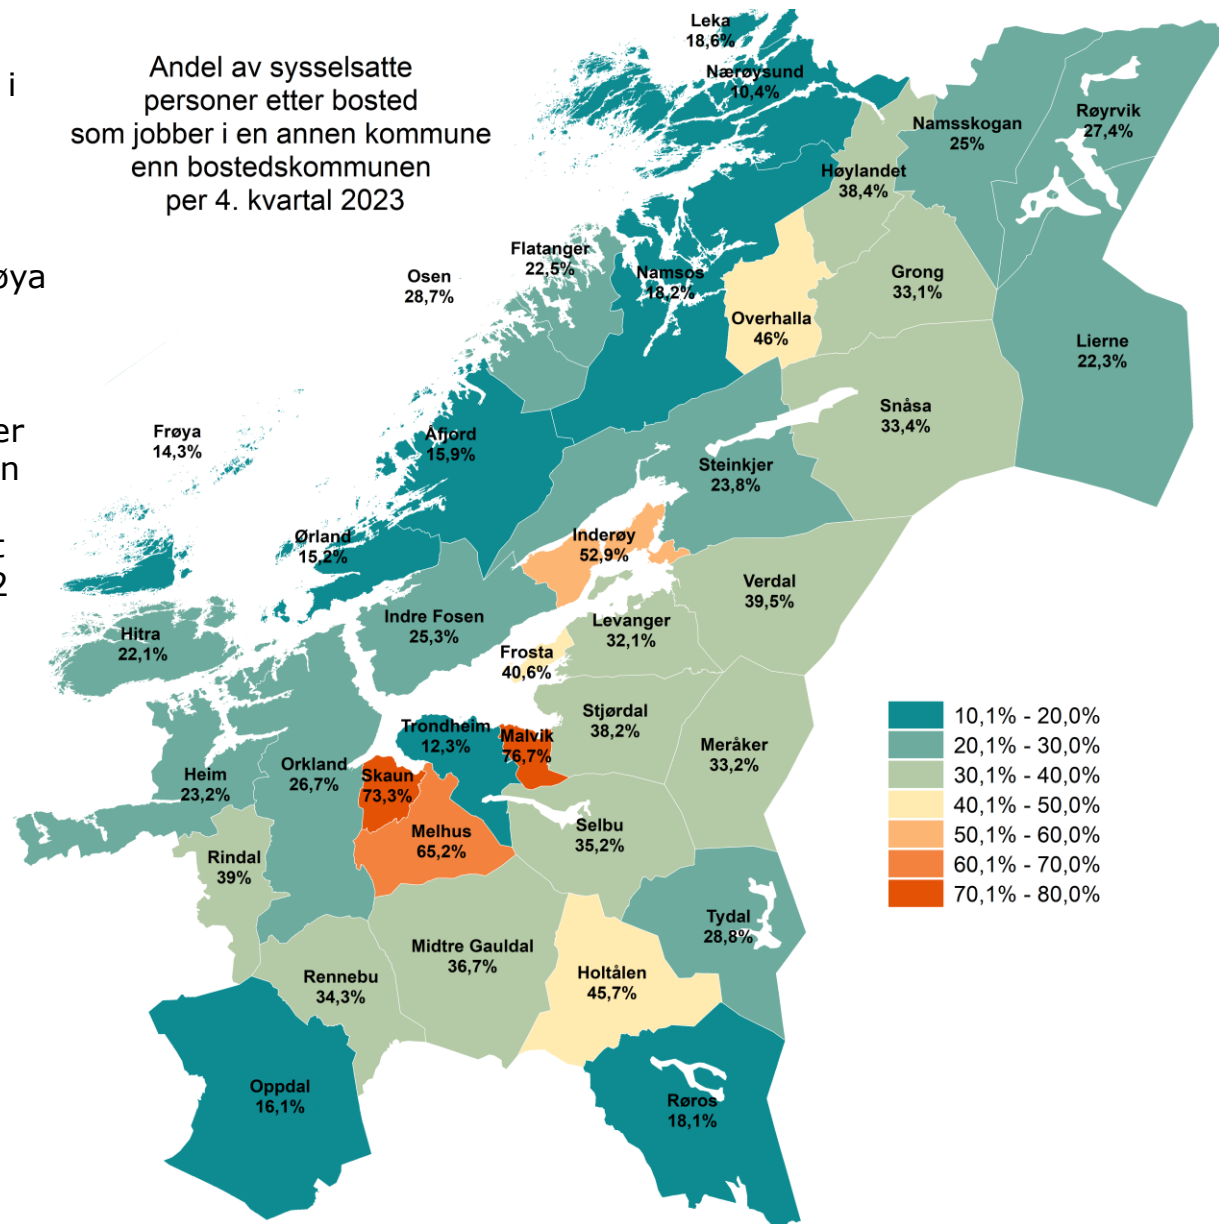 i
øya
er
n
t
2
Andel av sysselsatte
personer etter bosted
som jobber i en annen kommune
enn bostedskommunen
per 4. kvartal 2023
Leka
18,6%
Nærøysund
10,4%
Namsskogan
25%
Røyrvik
27,4%
Høylandet
38,4%
Flatanger
22,5%
Osen
28,7%
Namsos
18,2%
Grong
33,1%
Overhalla
46%
Lierne
22,3%
Snåsa
33,4%
Frøya
14,3%
Åfjord
15,9%
Steinkjer
23,8%
Ørland
15,2%
Inderøy
52,9%
Verdal
39,5%
Indre Fosen
25,3%
Levanger
32,1%
Hitra
22,1%
Frosta
40,6%
Stjørdal
38,2%
Trondheim
12,3%
Malvik
76,7%
Meråker
33,2%
Orkland
26,7%
Heim
23,2%
Skaun
73,3%
Melhus
65,2%
Selbu
35,2%
Rindal
39%
Tydal
28,8%
Midtre Gauldal
36,7%
Holtålen
45,7%
Rennebu
34,3%
Oppdal
16,1%
Røros
18,1%
10,1% - 20,0%
20,1% - 30,0%
30,1% - 40,0%
40,1% - 50,0%
50,1% - 60,0%
60,1% - 70,0%
70,1% - 80,0%